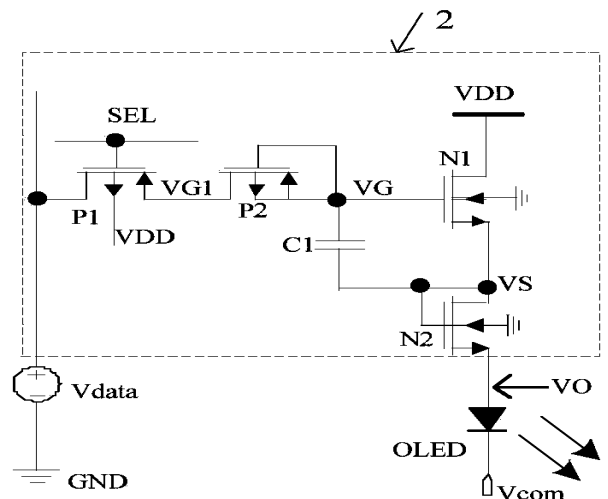 2
VDD
SEL
N1
VG1
VG
P1
P2
VDD
C1
VS
N2
Vdata
VO
OLED
GND
Vcom